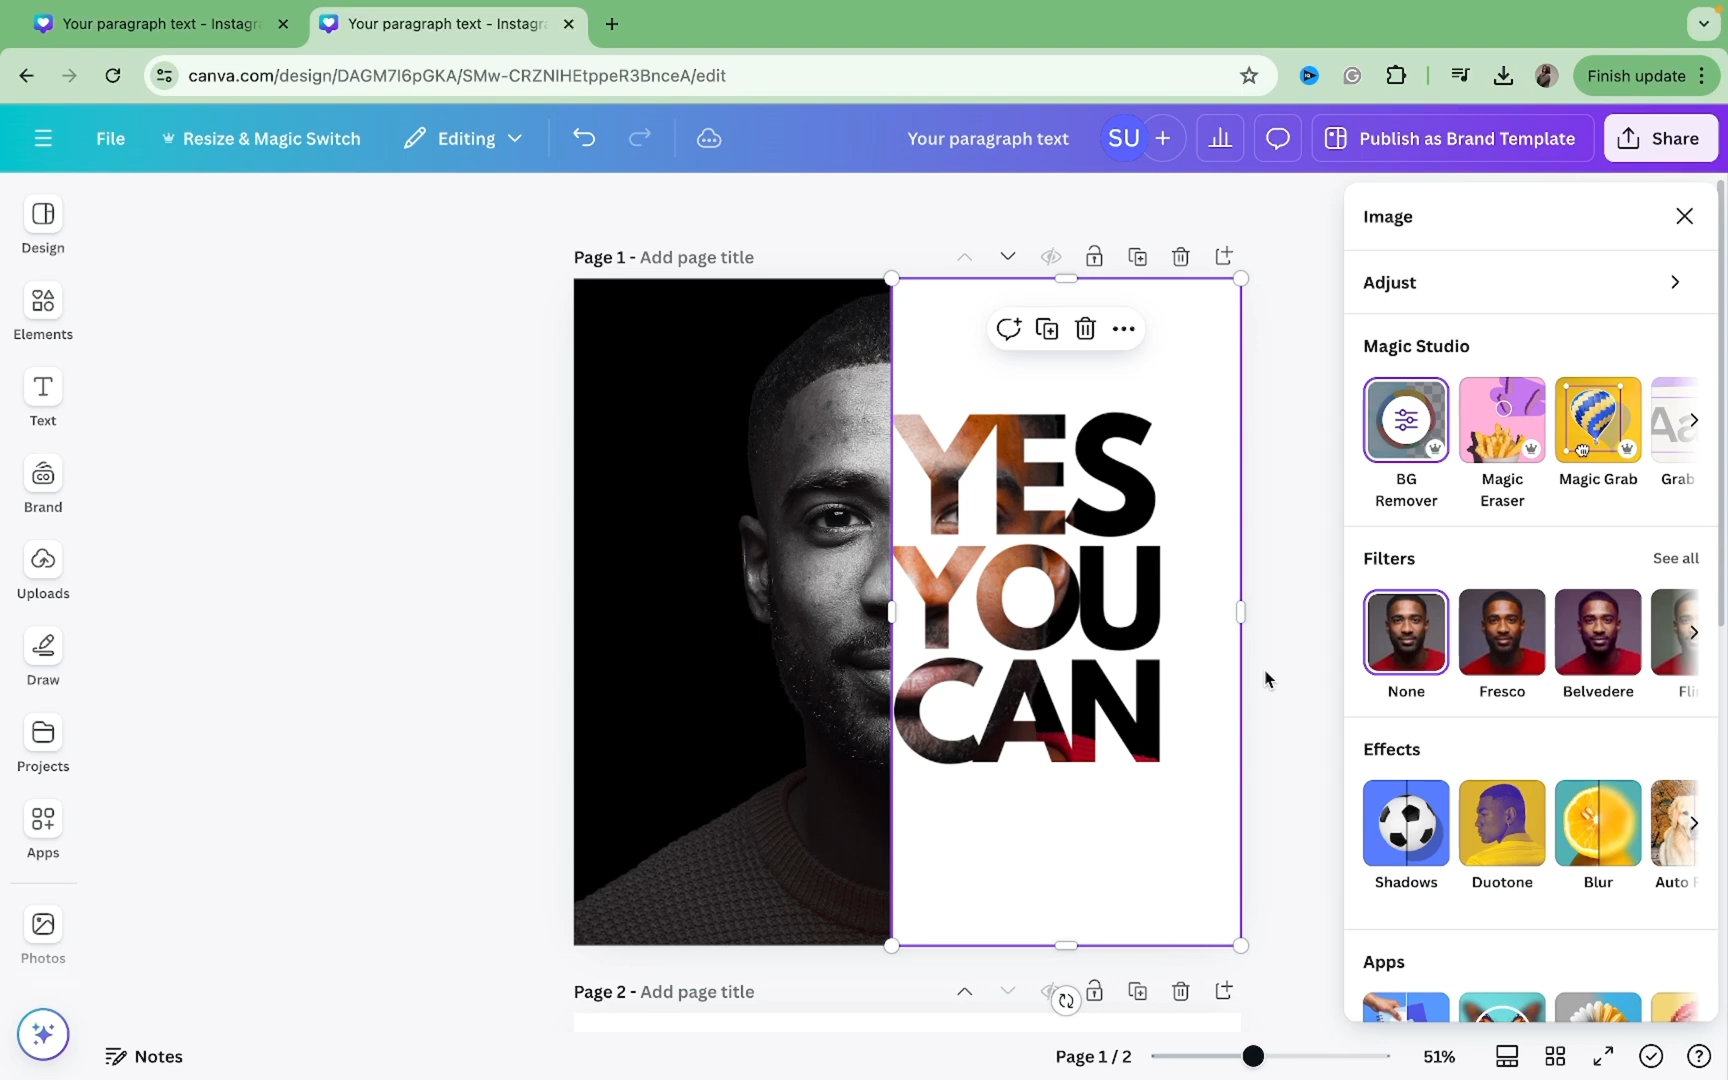 Your paragraph text - Instagra
Your paragraph text - Instagra
canva.com/design/DAGM7I6pGKA/SMw-CRZNIHEtppeR3BnceA/edit
Finish update
File
Resize & Magic Switch
Editing
Your paragraph text
SU
Publish as Brand Template
Share
Design
Elements
Text
Brand
Uploads
Draw
Projects
Apps
Photos
Page 1 - Add page title
YES
YOU
CAN
Page 2 - Add page title
Image
Adjust
Magic Studio
BG Remover
Magic Eraser
Magic Grab
Grab
Filters
See all
None
Fresco
Belvedere
Effects
Shadows
Duotone
Blur
Auto F
Apps
Notes
Page 1 / 2
51%